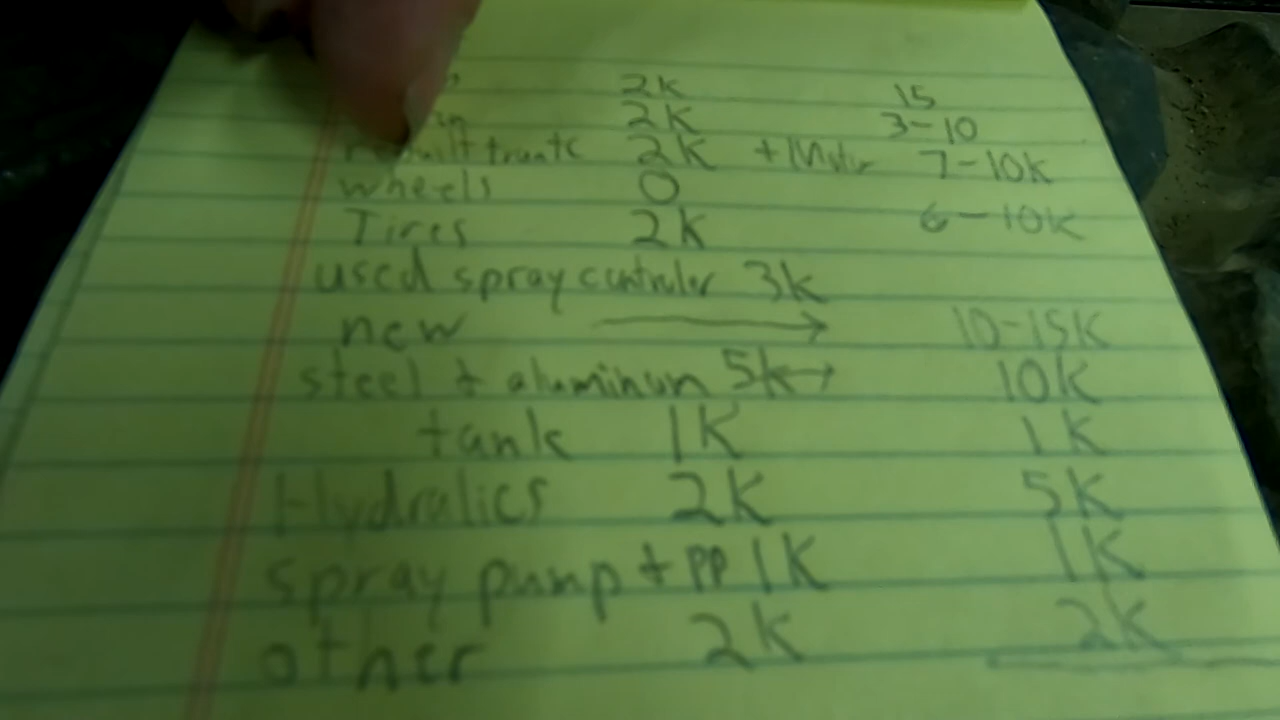 2K 15
2K 3-10
2K + Motor 7-10K
wheels 0
Tires 2K 6-10K
used spray controler 3K
new → 10-15K
steel + aluminum 5K→ 10K
tank 1K 1K
Hydralics 2K 5K
spray pump + PP 1K 1K
other 2K 2K